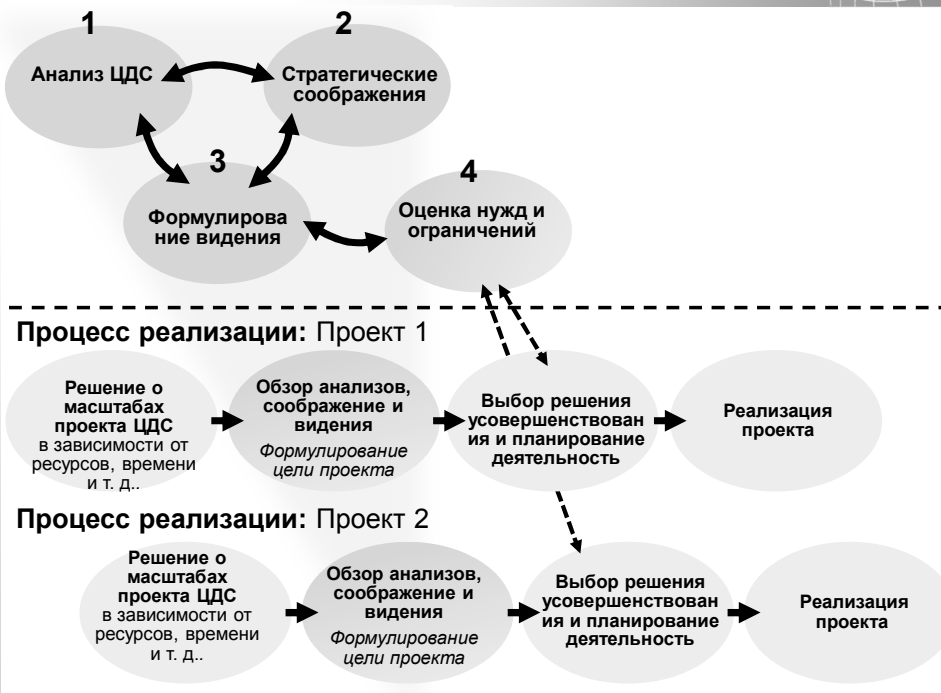 1
Анализ ЦДС
2
Стратегические
соображения
3
Формулирова
ние видения
4
Оценка нужд и
ограничений
Процесс реализации: Проект 1
Решение о
масштабах
проекта ЦДС
в зависимости от
ресурсов, времени
и т. д..
Обзор анализов,
соображение и
видения
Формулирование
цели проекта
Выбор решения
усовершенствован
ия и планирование
деятельность
Реализация
проекта
Процесс реализации: Проект 2
Решение о
масштабах
проекта ЦДС
в зависимости от
ресурсов, времени
и т. д..
Обзор анализов,
соображение и
видения
Формулирование
цели проекта
Выбор решения
усовершенствован
ия и планирование
деятельность
Реализация
проекта